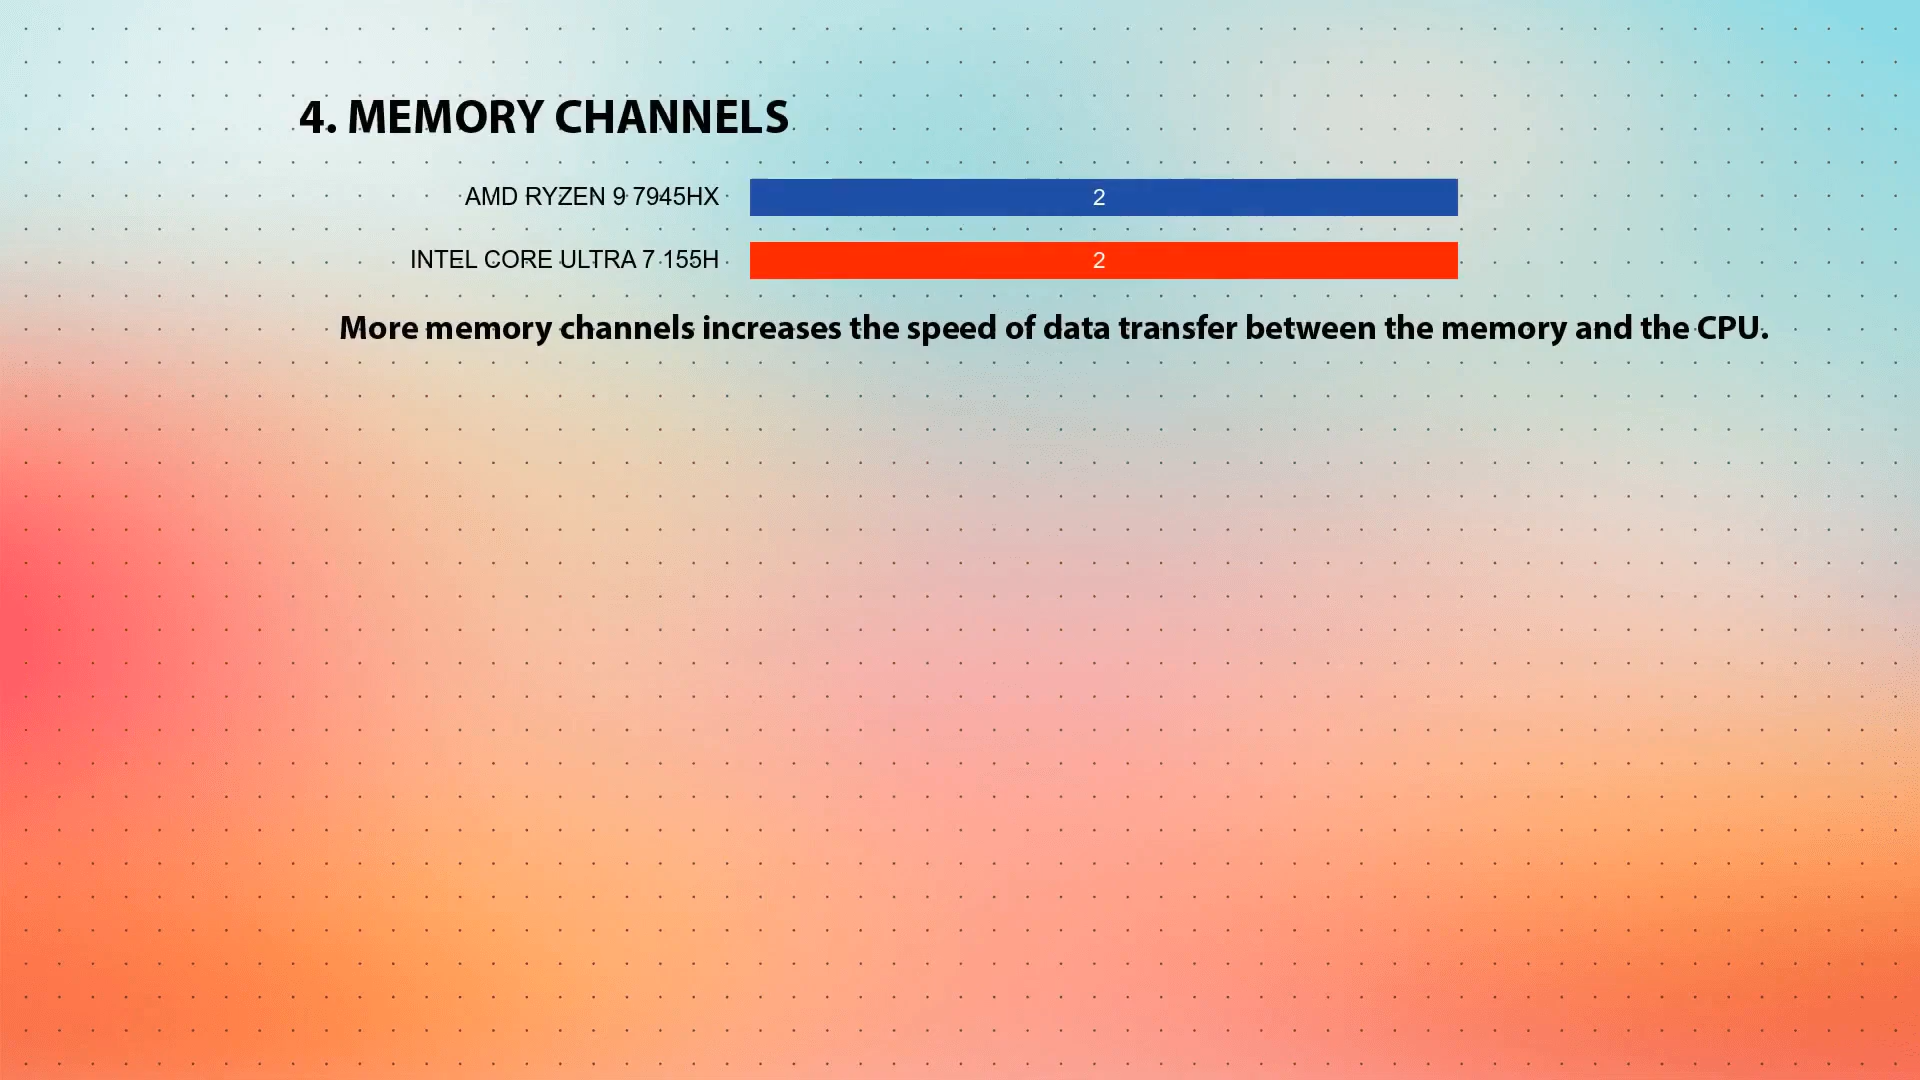 4. MEMORY CHANNELS
AMD RYZEN 9 7945HX 2
INTEL CORE ULTRA 7 155H 2
More memory channels increases the speed of data transfer between the memory and the CPU.